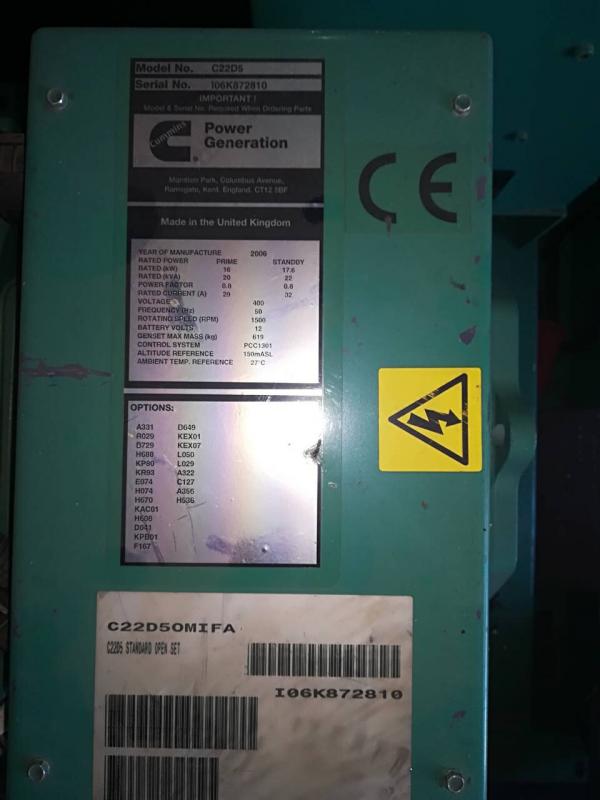 Model No. C22D5
Serial No. I06K872810
IMPORTANT !
Model & Serial No. Required When Ordering Parts
Cummins
Power
Generation
Manston Park, Columbus Avenue,
Ramsgate, Kent. England. CT12 5BF
CE
Made in the United Kingdom
YEAR OF MANUFACTURE 2006
RATED POWER PRIME STANDBY
RATED (kW) 16 17.6
RATED (kVA) 20 22
POWER FACTOR 0.8 0.8
RATED CURRENT (A) 29 32
VOLTAGE 400
FREQUENCY (Hz) 50
ROTATING SPEED (RPM) 1500
BATTERY VOLTS 12
GENSET MAX MASS (kg) 619
CONTROL SYSTEM PCC1301
ALTITUDE REFERENCE 150mASL
AMBIENT TEMP. REFERENCE 27°C
OPTIONS:
A331 D649
R029 KEX01
B729 KEX07
H688 L050
KP80 L029
KR93 A322
E074 C127
H074 A356
H670 H536
KAC01
H606
D041
KPB01
F167
C22D5OMIFA
C22D5 STANDARD OPEN SET
I06K872810